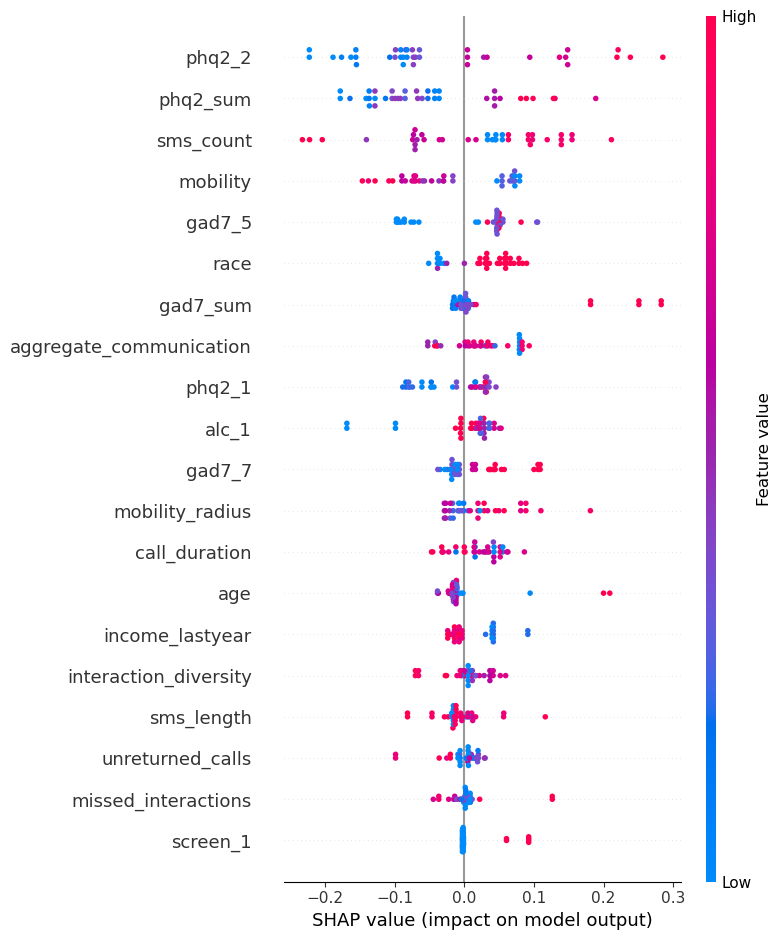 High
phq2_2
phq2_sum
sms_count
mobility
gad7_5
race
gad7_sum
aggregate_communication
phq2_1
alc_1
gad7_7
mobility_radius
call_duration
age
income_lastyear
interaction_diversity
sms_length
unreturned_calls
missed_interactions
screen_1
Feature value
Low
−0.2 −0.1 0.0 0.1 0.2 0.3
SHAP value (impact on model output)